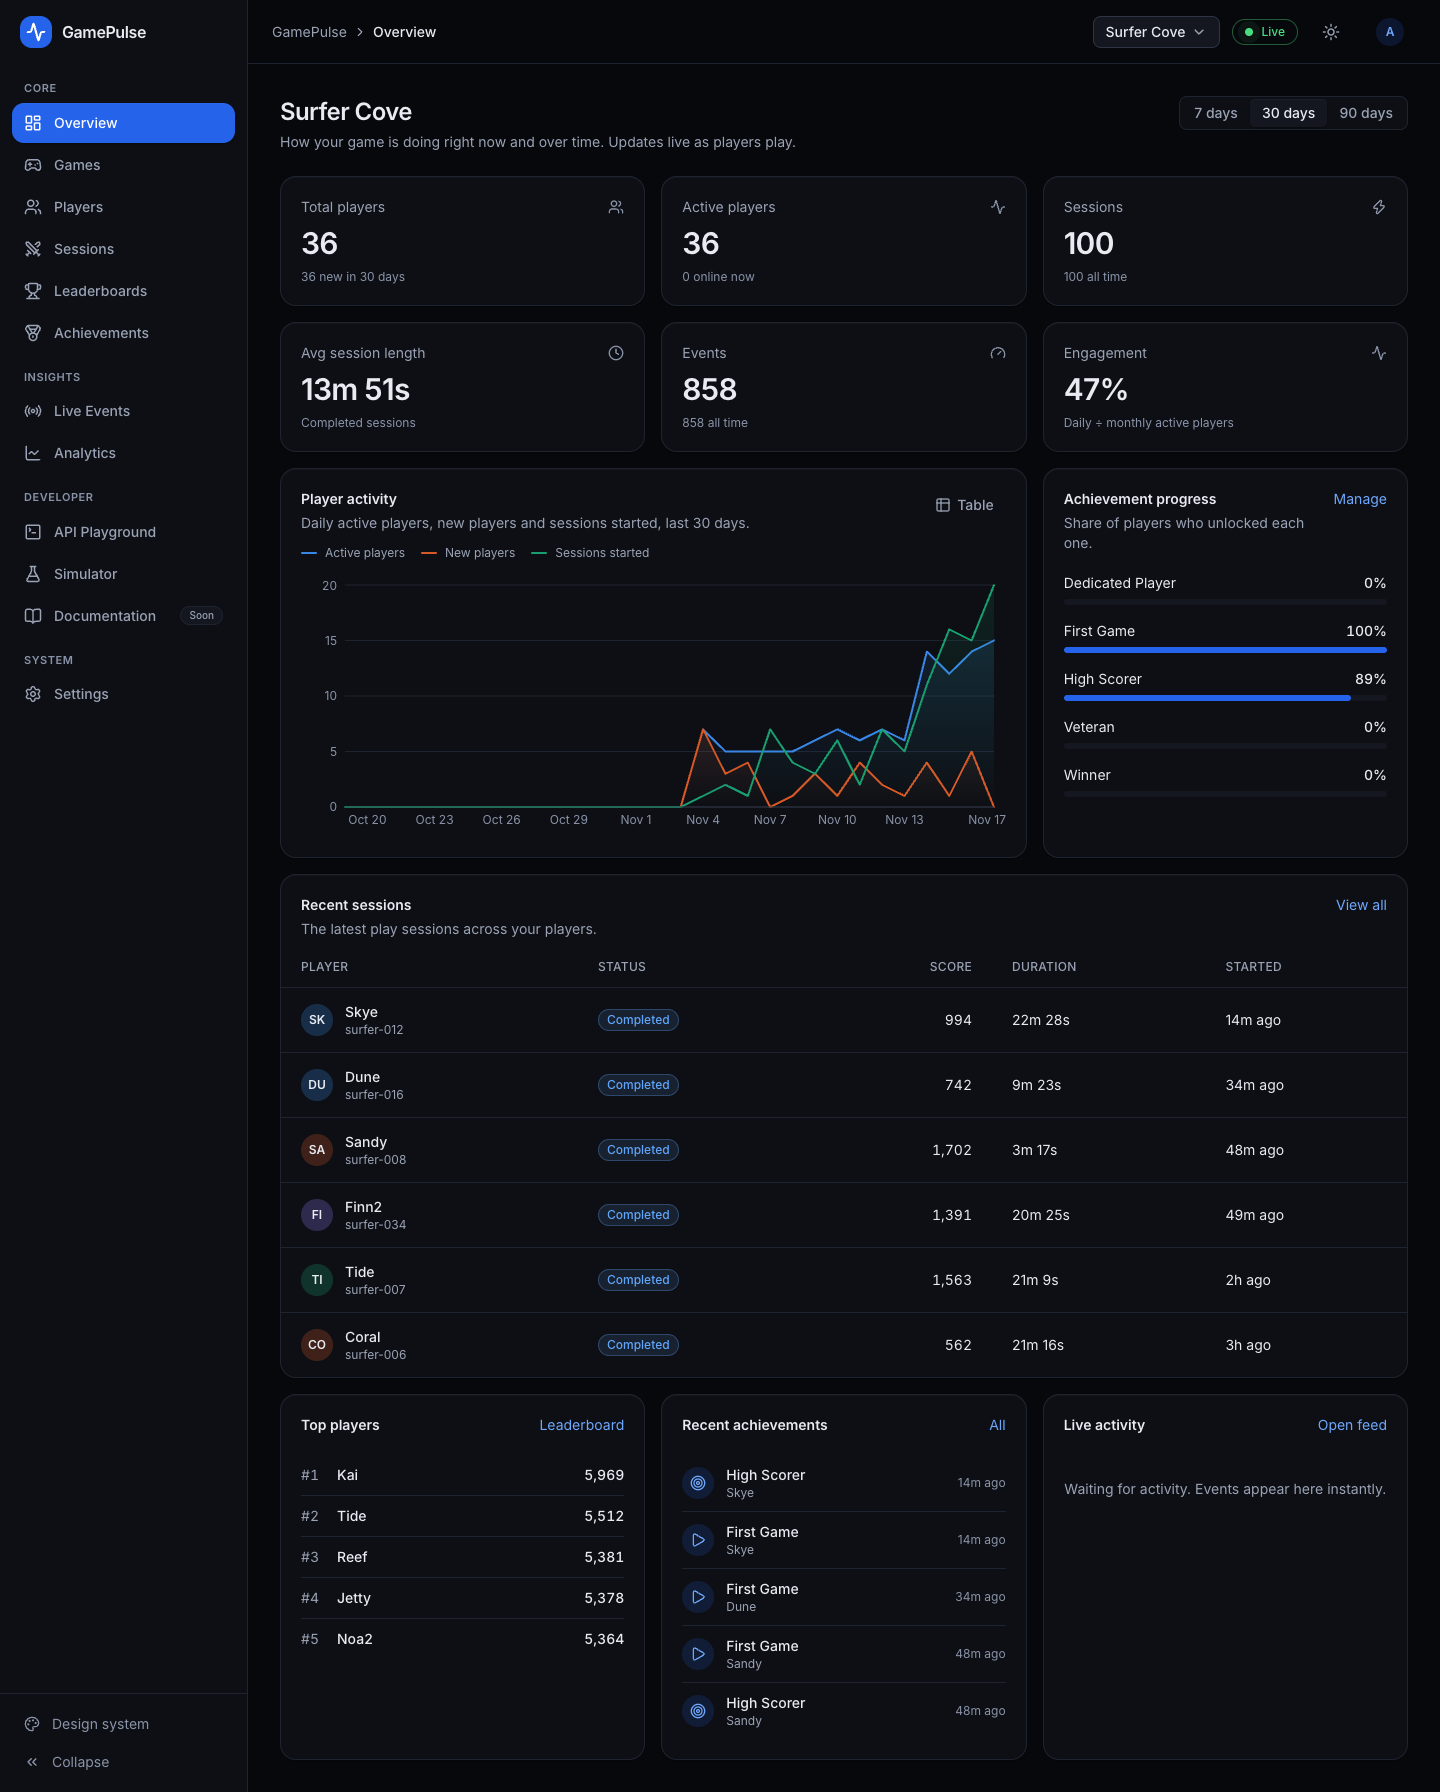 GamePulse
CORE
Overview
Games
Players
Sessions
Leaderboards
Achievements
INSIGHTS
Live Events
Analytics
DEVELOPER
API Playground
Simulator
Documentation Soon
SYSTEM
Settings
Design system
Collapse
GamePulse > Overview
Surfer Cove
Live
A
Surfer Cove
How your game is doing right now and over time. Updates live as players play.
7 days 30 days 90 days
Total players
36
36 new in 30 days
Active players
36
0 online now
Sessions
100
100 all time
Avg session length
13m 51s
Completed sessions
Events
858
858 all time
Engagement
47%
Daily ÷ monthly active players
Player activity
Daily active players, new players and sessions started, last 30 days.
Table
Active players New players Sessions started
20
15
10
5
0
Oct 20 Oct 23 Oct 26 Oct 29 Nov 1 Nov 4 Nov 7 Nov 10 Nov 13 Nov 17
Achievement progress Manage
Share of players who unlocked each
one.
Dedicated Player 0%
First Game 100%
High Scorer 89%
Veteran 0%
Winner 0%
Recent sessions View all
The latest play sessions across your players.
PLAYER STATUS SCORE DURATION STARTED
SK Skye Completed 994 22m 28s 14m ago
surfer-012
DU Dune Completed 742 9m 23s 34m ago
surfer-016
SA Sandy Completed 1,702 3m 17s 48m ago
surfer-008
FI Finn2 Completed 1,391 20m 25s 49m ago
surfer-034
TI Tide Completed 1,563 21m 9s 2h ago
surfer-007
CO Coral Completed 562 21m 16s 3h ago
surfer-006
Top players Leaderboard
#1 Kai 5,969
#2 Tide 5,512
#3 Reef 5,381
#4 Jetty 5,378
#5 Noa2 5,364
Recent achievements All
High Scorer 14m ago
Skye
First Game 14m ago
Skye
First Game 34m ago
Dune
First Game 48m ago
Sandy
High Scorer 48m ago
Sandy
Live activity Open feed
Waiting for activity. Events appear here instantly.